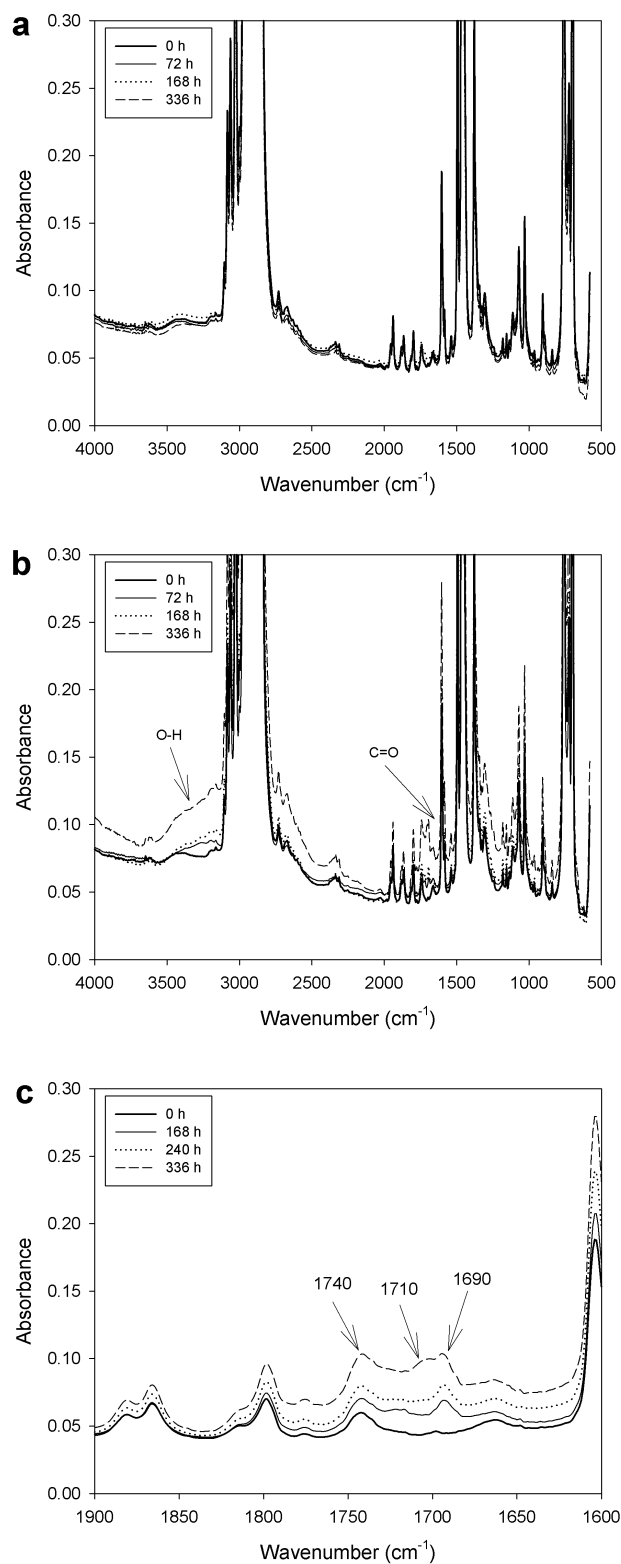 a
0.30
0 h
72 h
168 h
336 h
0.25
0.20
0.15
0.10
0.05
0.00
Absorbance
4000 3500 3000 2500 2000 1500 1000 500
Wavenumber (cm⁻¹)
b
0.30
0 h
72 h
168 h
336 h
0.25
0.20
O-H
C=O
0.15
0.10
0.05
0.00
Absorbance
4000 3500 3000 2500 2000 1500 1000 500
Wavenumber (cm⁻¹)
c
0.30
0 h
168 h
240 h
336 h
0.25
0.20
0.15
1740 1710 1690
0.10
0.05
0.00
Absorbance
1900 1850 1800 1750 1700 1650 1600
Wavenumber (cm⁻¹)